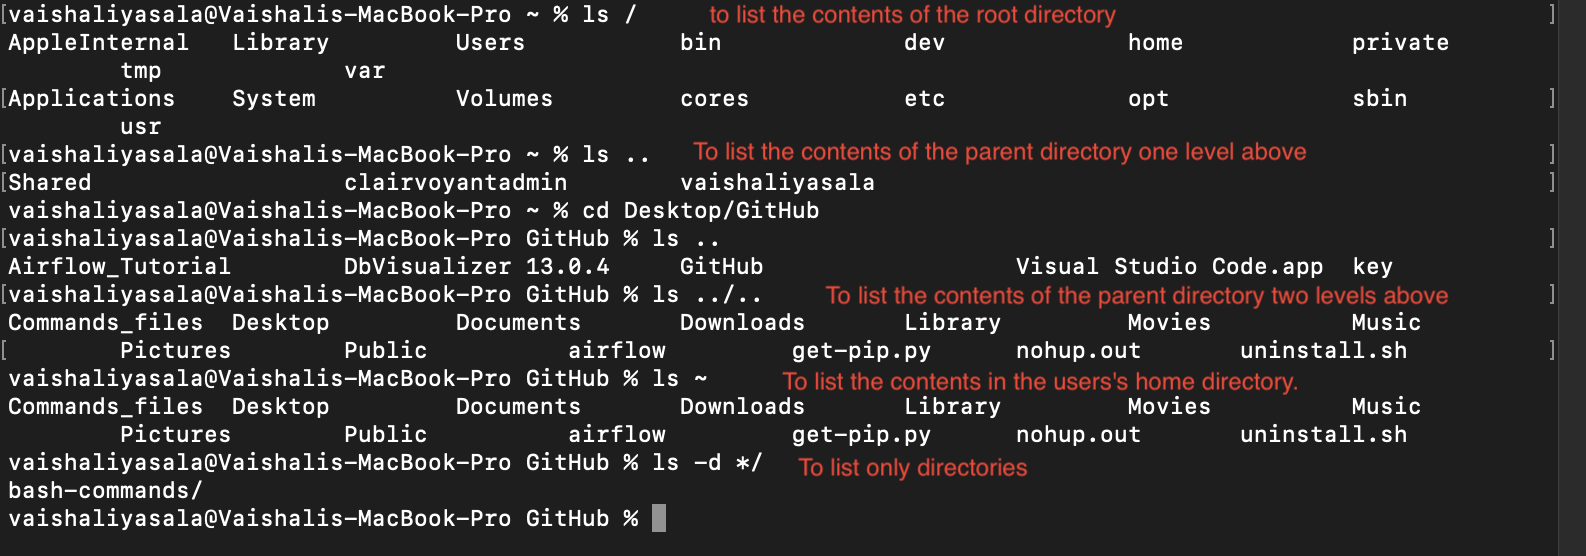 [vaishaliyasala@Vaishalis-MacBook-Pro ~ % ls / to list the contents of the root directory ]
AppleInternal Library Users bin dev home private
tmp var
[Applications System Volumes cores etc opt sbin ]
usr
[vaishaliyasala@Vaishalis-MacBook-Pro ~ % ls .. To list the contents of the parent directory one level above ]
[Shared clairvoyantadmin vaishaliyasala ]
vaishaliyasala@Vaishalis-MacBook-Pro ~ % cd Desktop/GitHub
[vaishaliyasala@Vaishalis-MacBook-Pro GitHub % ls .. ]
Airflow_Tutorial DbVisualizer 13.0.4 GitHub Visual Studio Code.app key
[vaishaliyasala@Vaishalis-MacBook-Pro GitHub % ls ../.. To list the contents of the parent directory two levels above ]
Commands_files Desktop Documents Downloads Library Movies Music
[ Pictures Public airflow get-pip.py nohup.out uninstall.sh ]
vaishaliyasala@Vaishalis-MacBook-Pro GitHub % ls ~ To list the contents in the users's home directory.
Commands_files Desktop Documents Downloads Library Movies Music
Pictures Public airflow get-pip.py nohup.out uninstall.sh
vaishaliyasala@Vaishalis-MacBook-Pro GitHub % ls -d */ To list only directories
bash-commands/
vaishaliyasala@Vaishalis-MacBook-Pro GitHub %